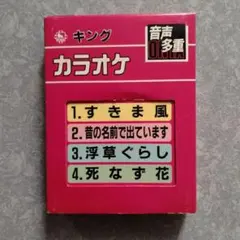 キング
カラオケ
音声
多重
1.すきま風
2.昔の名前で出ています
3.浮草ぐらし
4.死なず花